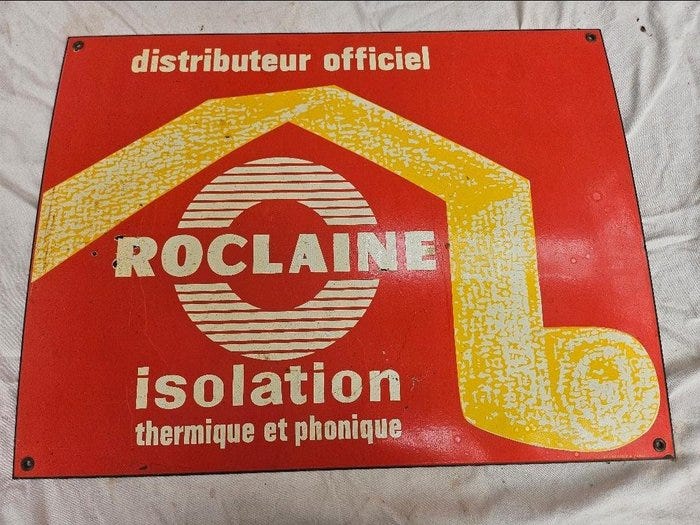 distributeur officiel
ROCLAINE
isolation
thermique et phonique